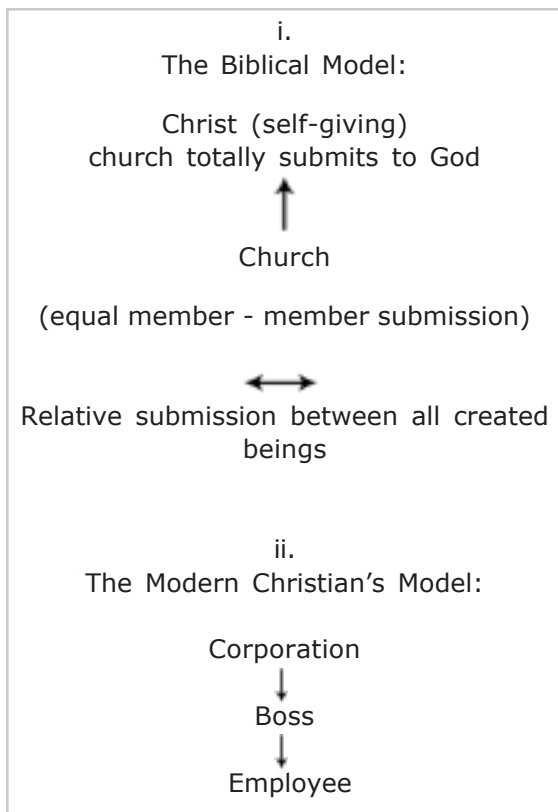 i.
The Biblical Model:
Christ (self-giving)
church totally submits to God
Church
(equal member - member submission)
Relative submission between all created
beings
ii.
The Modern Christian’s Model:
Corporation
Boss
Employee